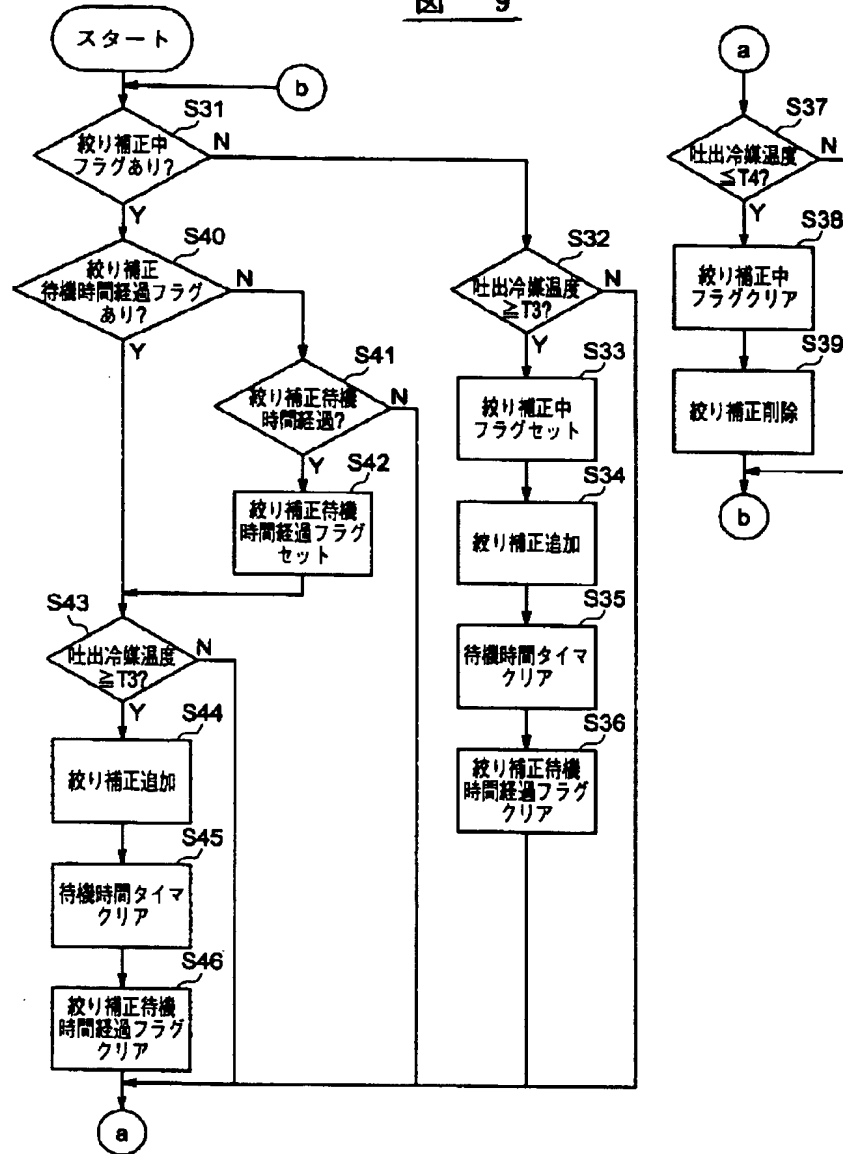 図 9
スタート
b
S31
絞り補正中
フラグあり?
N
Y
S40
絞り補正
待機時間経過フラグ
あり?
N
Y
S41
絞り補正待機
時間経過?
N
Y
S42
絞り補正待機
時間経過フラグ
セット
S43
吐出冷媒温度
≧T3?
N
Y
S44
絞り補正追加
S45
待機時間タイマ
クリア
S46
絞り補正待機
時間経過フラグ
クリア
a
S32
吐出冷媒温度
≧T3?
N
Y
S33
絞り補正中
フラグセット
S34
絞り補正追加
S35
待機時間タイマ
クリア
S36
絞り補正待機
時間経過フラグ
クリア
a
S37
吐出冷媒温度
≦T4?
N
Y
S38
絞り補正中
フラグクリア
S39
絞り補正削除
b